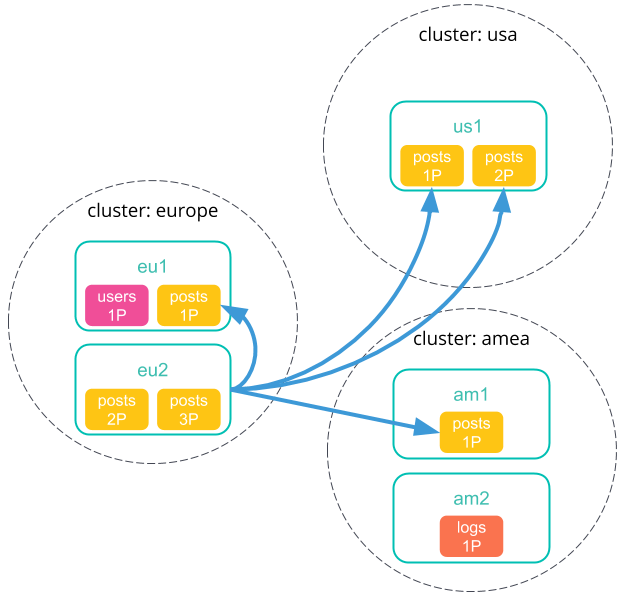 cluster: usa
us1
posts
1P
posts
2P
cluster: europe
eu1
users
1P
posts
1P
eu2
posts
2P
posts
3P
cluster: amea
am1
posts
1P
am2
logs
1P